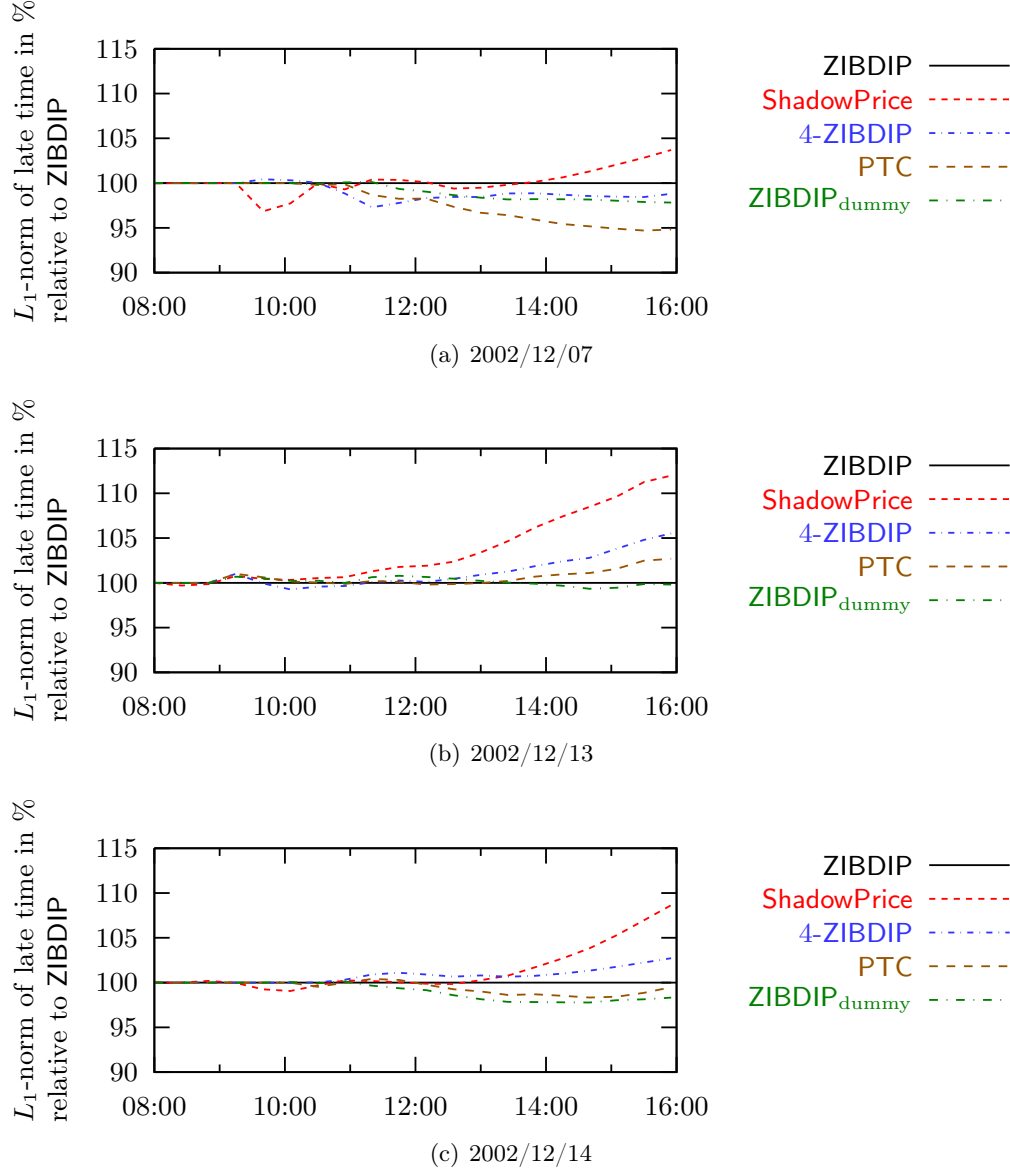 L₁-norm of late time in %
relative to ZIBDIP
115
110
105
100
95
90
08:00 10:00 12:00 14:00 16:00
ZIBDIP
ShadowPrice
4-ZIBDIP
PTC
ZIBDIP_dummy
(a) 2002/12/07
L₁-norm of late time in %
relative to ZIBDIP
115
110
105
100
95
90
08:00 10:00 12:00 14:00 16:00
ZIBDIP
ShadowPrice
4-ZIBDIP
PTC
ZIBDIP_dummy
(b) 2002/12/13
L₁-norm of late time in %
relative to ZIBDIP
115
110
105
100
95
90
08:00 10:00 12:00 14:00 16:00
ZIBDIP
ShadowPrice
4-ZIBDIP
PTC
ZIBDIP_dummy
(c) 2002/12/14